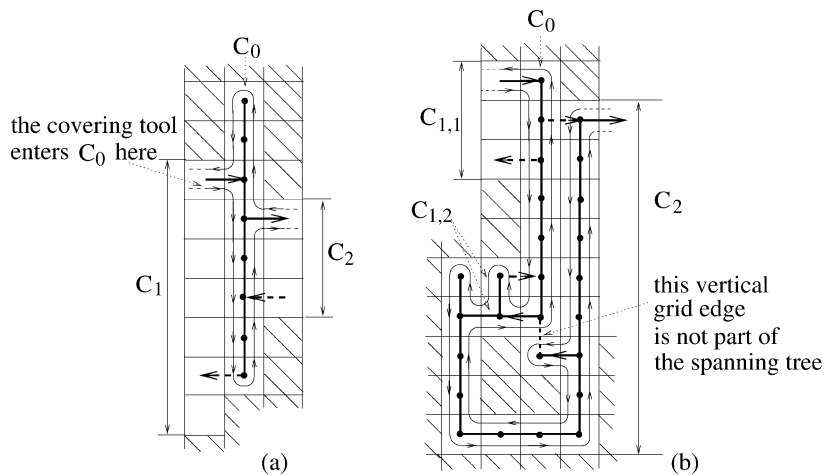 C0
the covering tool
enters C0 here
C1
C2
(a)
C0
C1,1
C1,2
C2
this vertical
grid edge
is not part of
the spanning tree
(b)